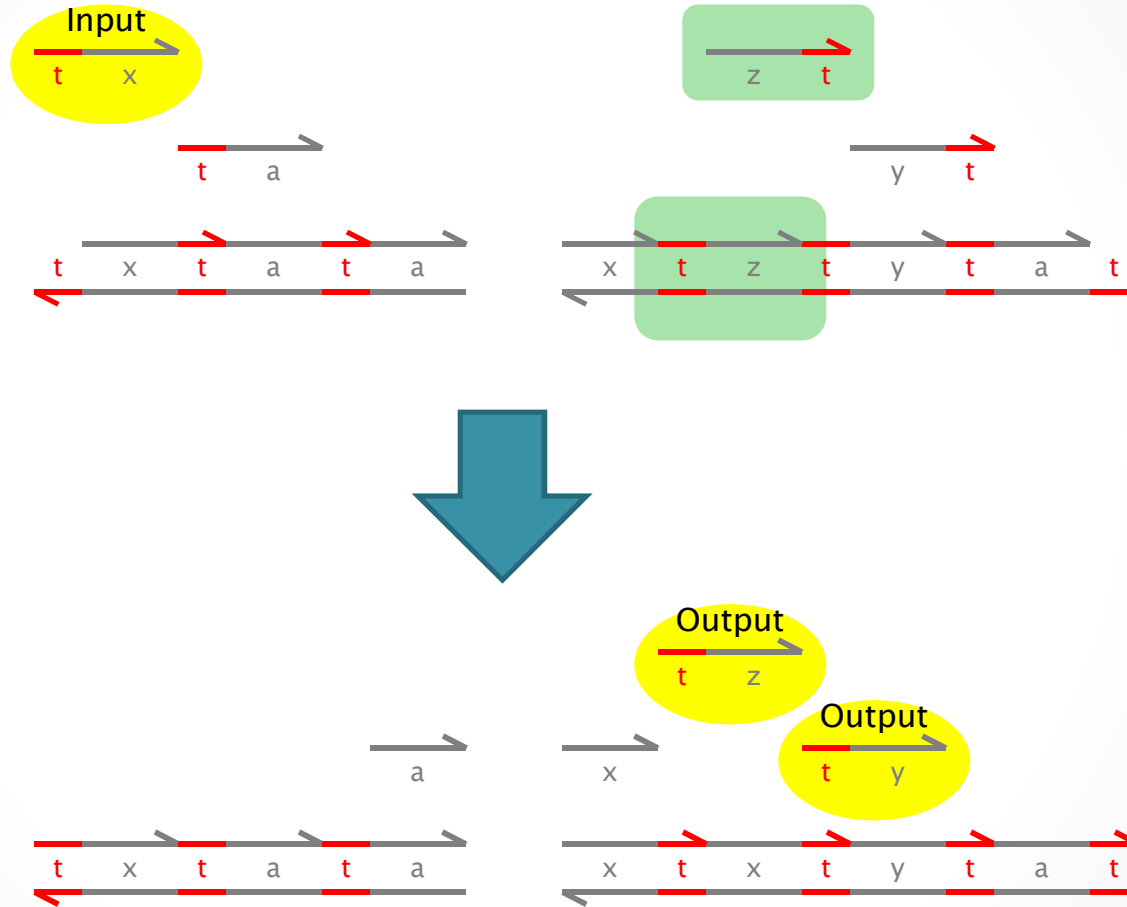 Input
t x
z t
t a
y t
t x t a t a
x t z t y t a t
Output
t z
Output
a
x
t y
t x t a t a
x t x t y t a t